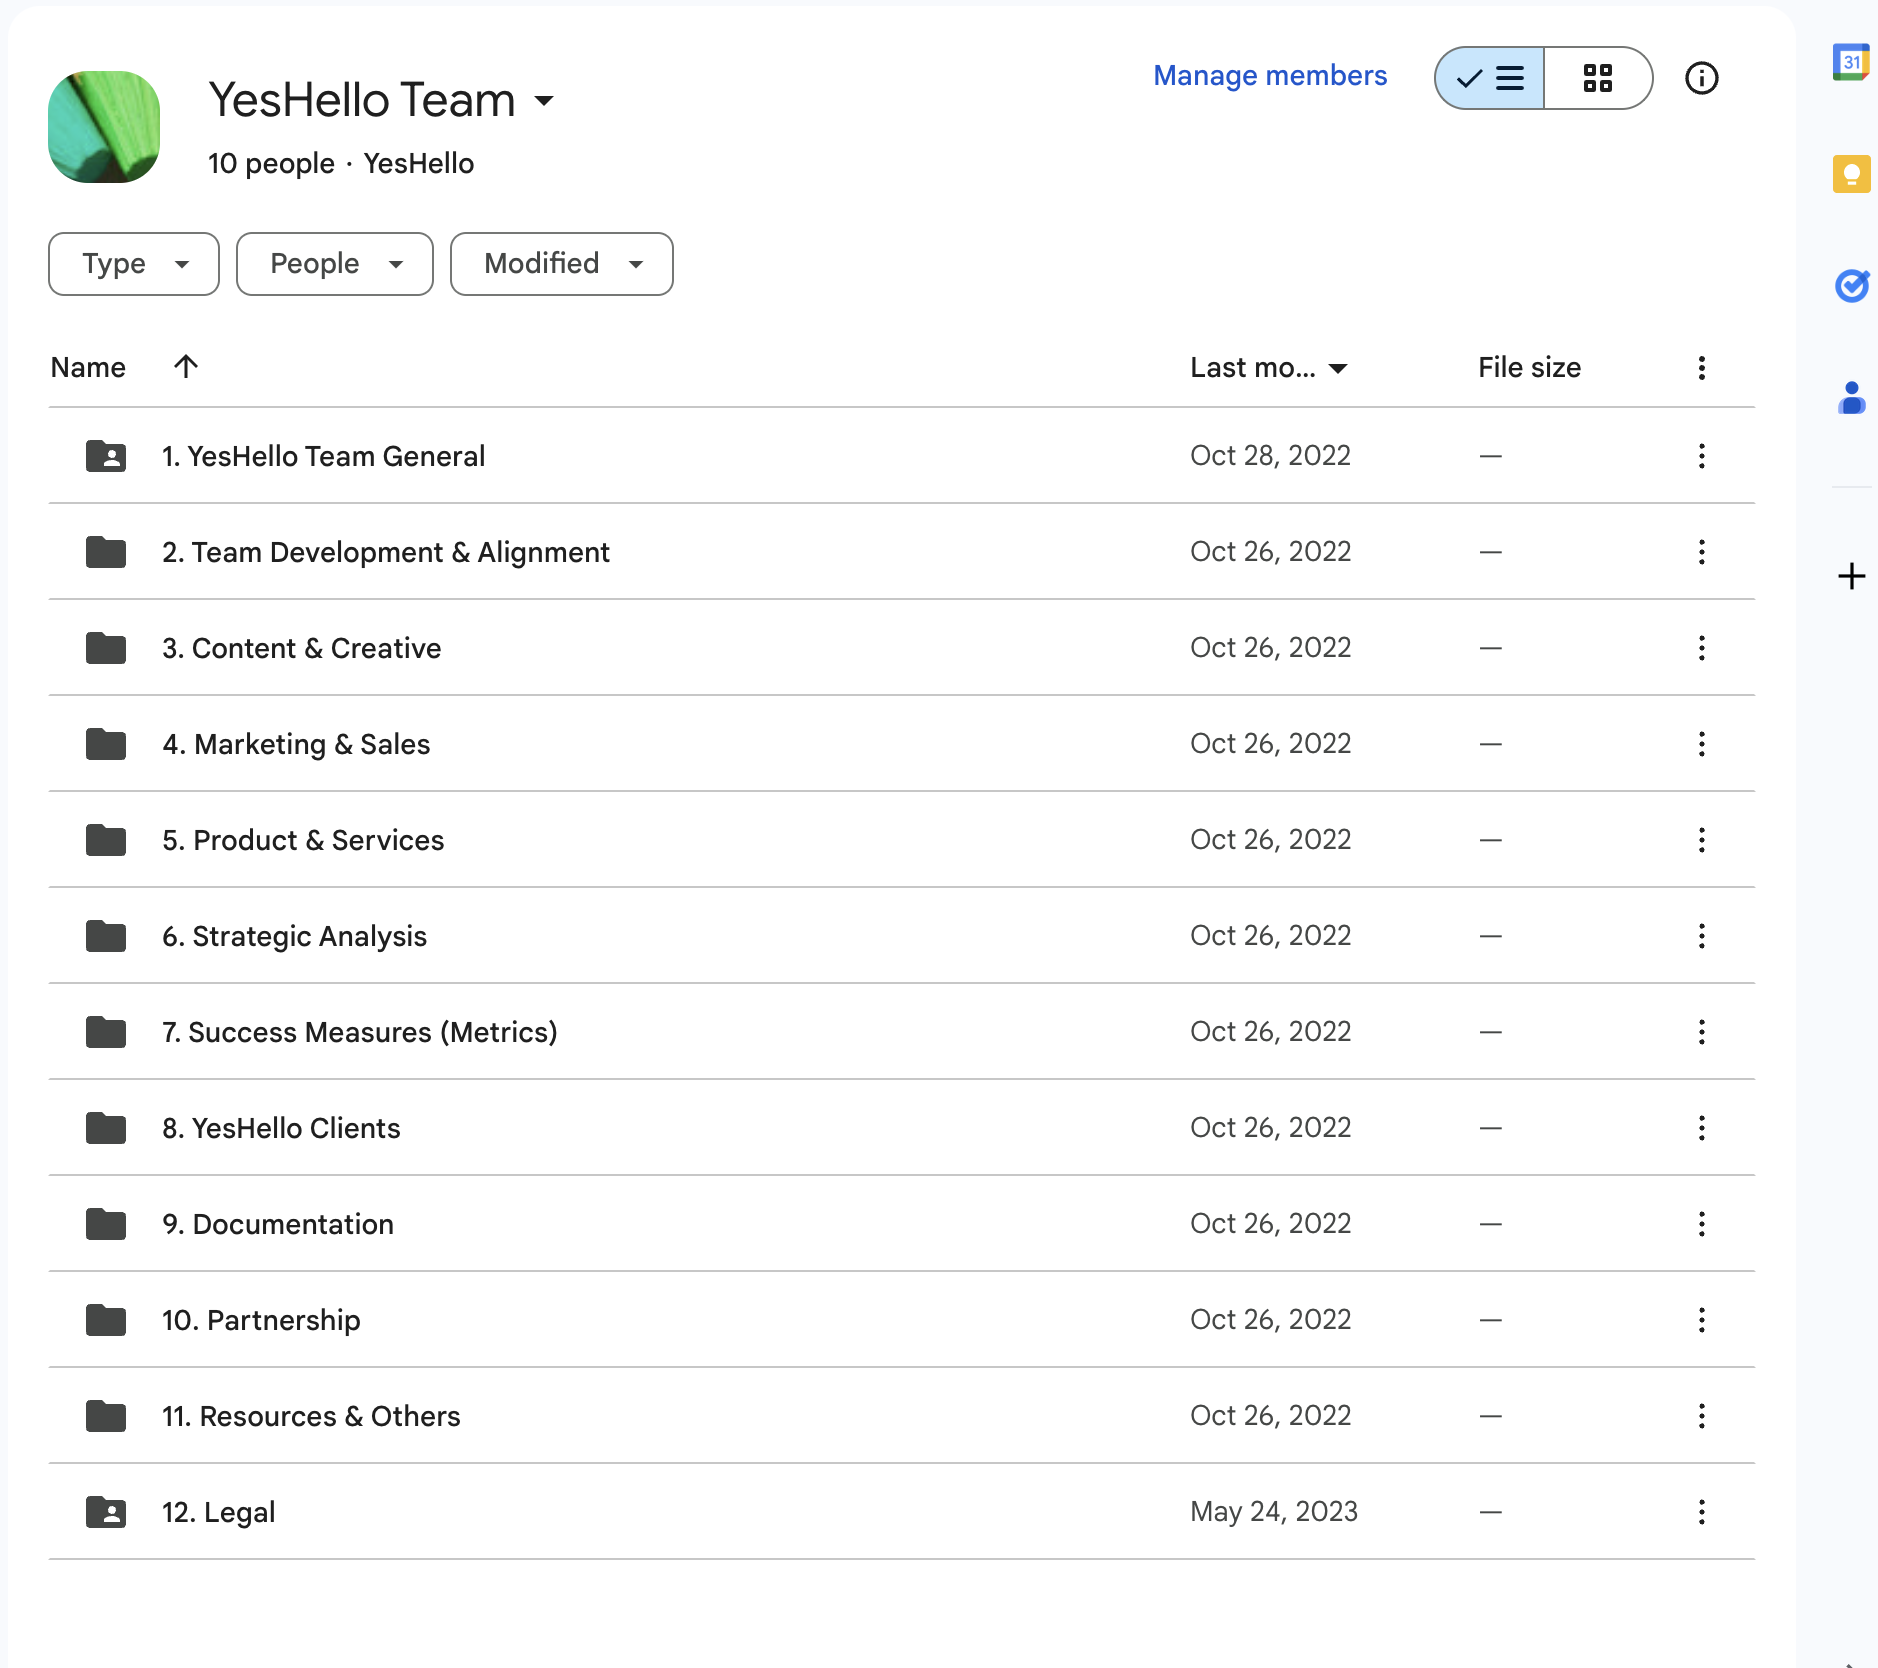 YesHello Team
10 people · YesHello
Manage members
Type People Modified
Name Last mo... File size
1. YesHello Team General Oct 28, 2022 —
2. Team Development & Alignment Oct 26, 2022 —
3. Content & Creative Oct 26, 2022 —
4. Marketing & Sales Oct 26, 2022 —
5. Product & Services Oct 26, 2022 —
6. Strategic Analysis Oct 26, 2022 —
7. Success Measures (Metrics) Oct 26, 2022 —
8. YesHello Clients Oct 26, 2022 —
9. Documentation Oct 26, 2022 —
10. Partnership Oct 26, 2022 —
11. Resources & Others Oct 26, 2022 —
12. Legal May 24, 2023 —
31